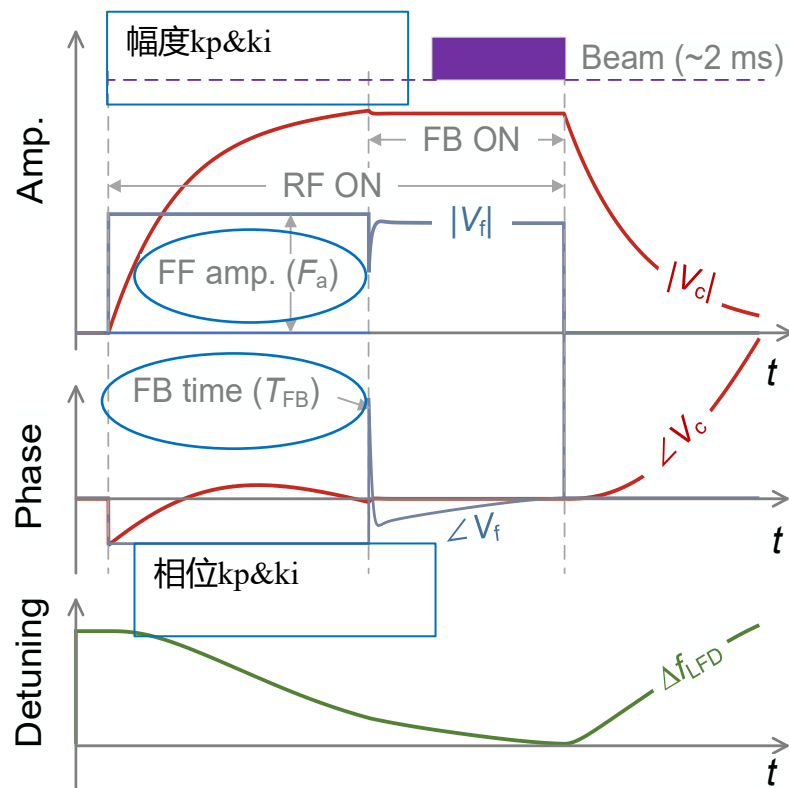 幅度kp&ki
Beam (~2 ms)
Amp.
FB ON
RF ON
|Vf|
FF amp. (Fa)
|Vc|
t
FB time (TFB)
Phase
∠Vc
∠Vf
t
相位kp&ki
Detuning
ΔfLFD
t